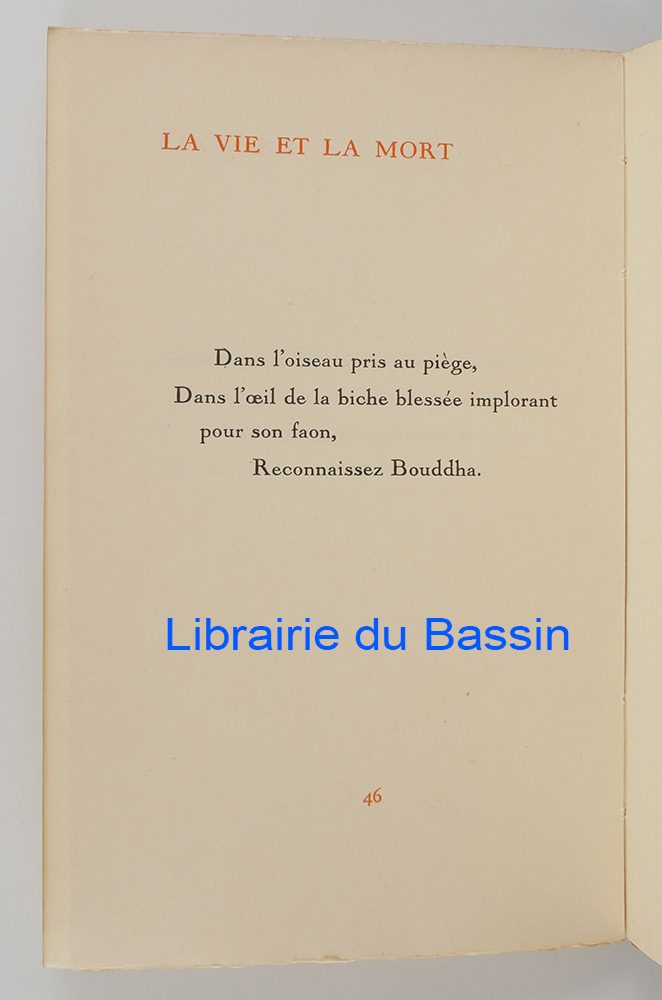 LA VIE ET LA MORT
Dans l'oiseau pris au piège,
Dans l'œil de la biche blessée implorant
pour son faon,
Reconnaissez Bouddha.
Librairie du Bassin
46